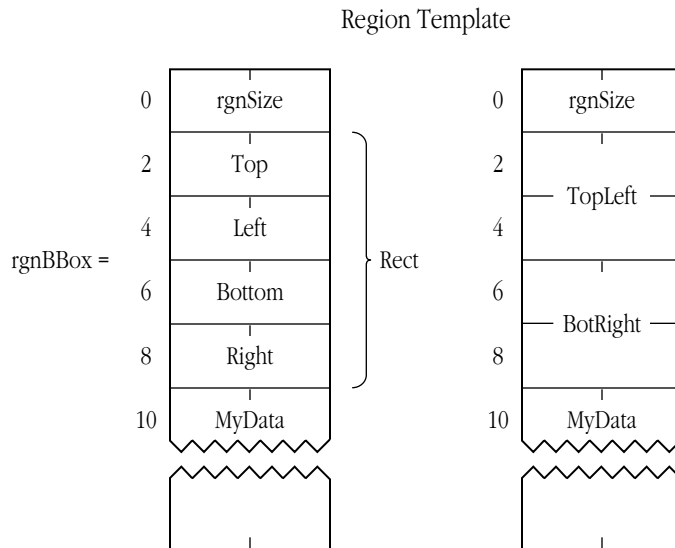 Region Template
0 rgnSize 0 rgnSize
2 Top 2
TopLeft
4 Left 4
rgnBBox = Rect
6 Bottom 6
BotRight
8 Right 8
10 MyData 10 MyData